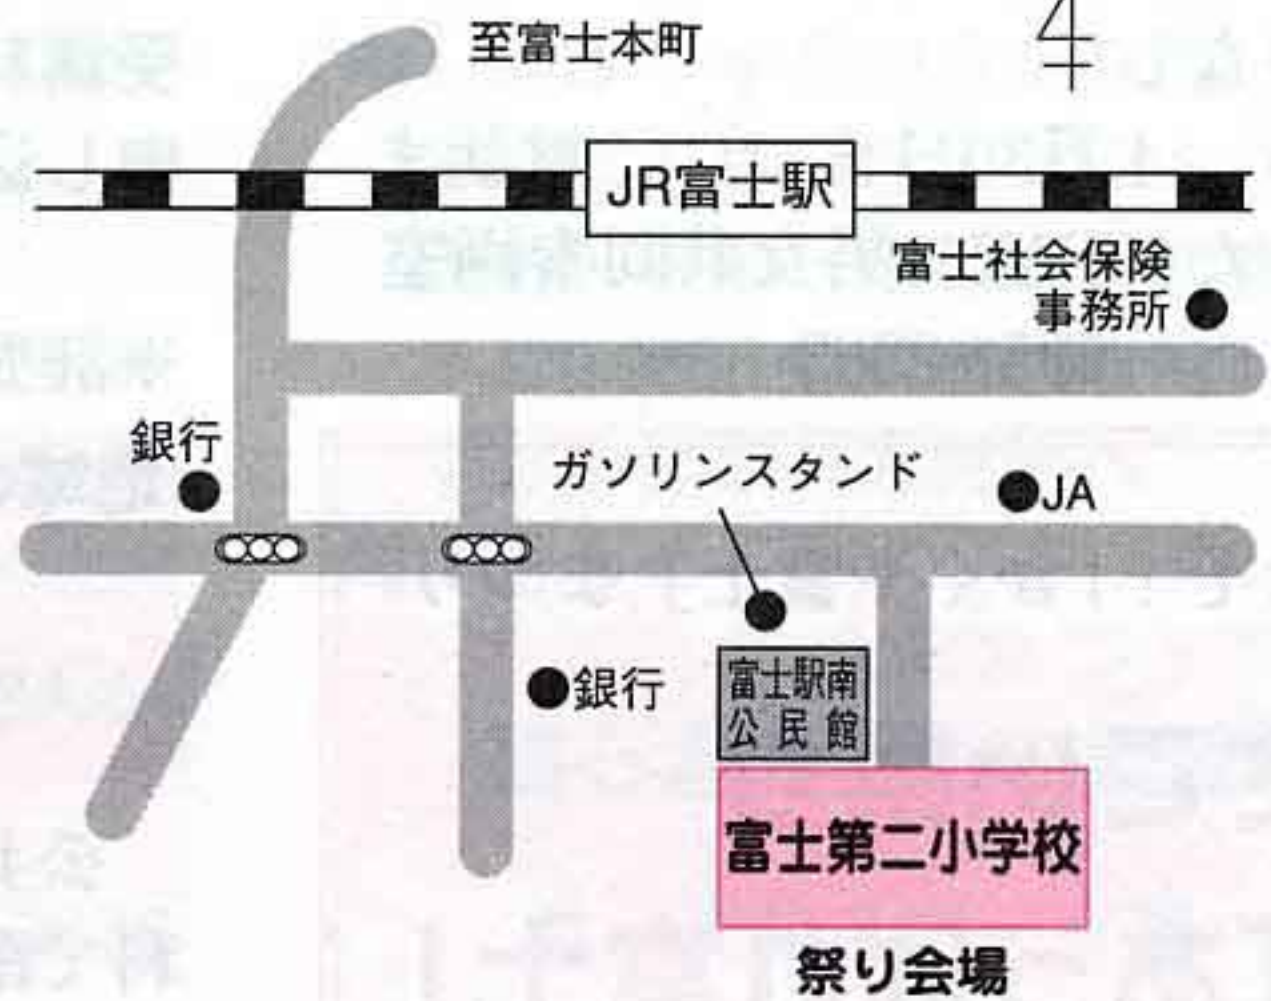 至富士本町
JR富士駅
富士社会保険
事務所
銀行
ガソリンスタンド
JA
銀行
富士駅南
公民館
富士第二小学校
祭り会場